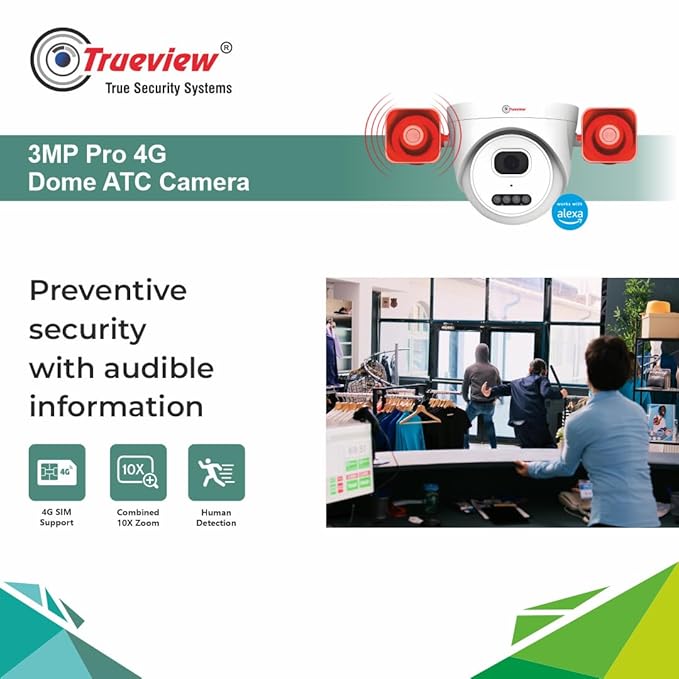 Trueview®
True Security Systems
3MP Pro 4G
Dome ATC Camera
Trueview
works with
alexa
Preventive
security
with audible
information
4G
10X
4G SIM
Support
Combined
10X Zoom
Human
Detection